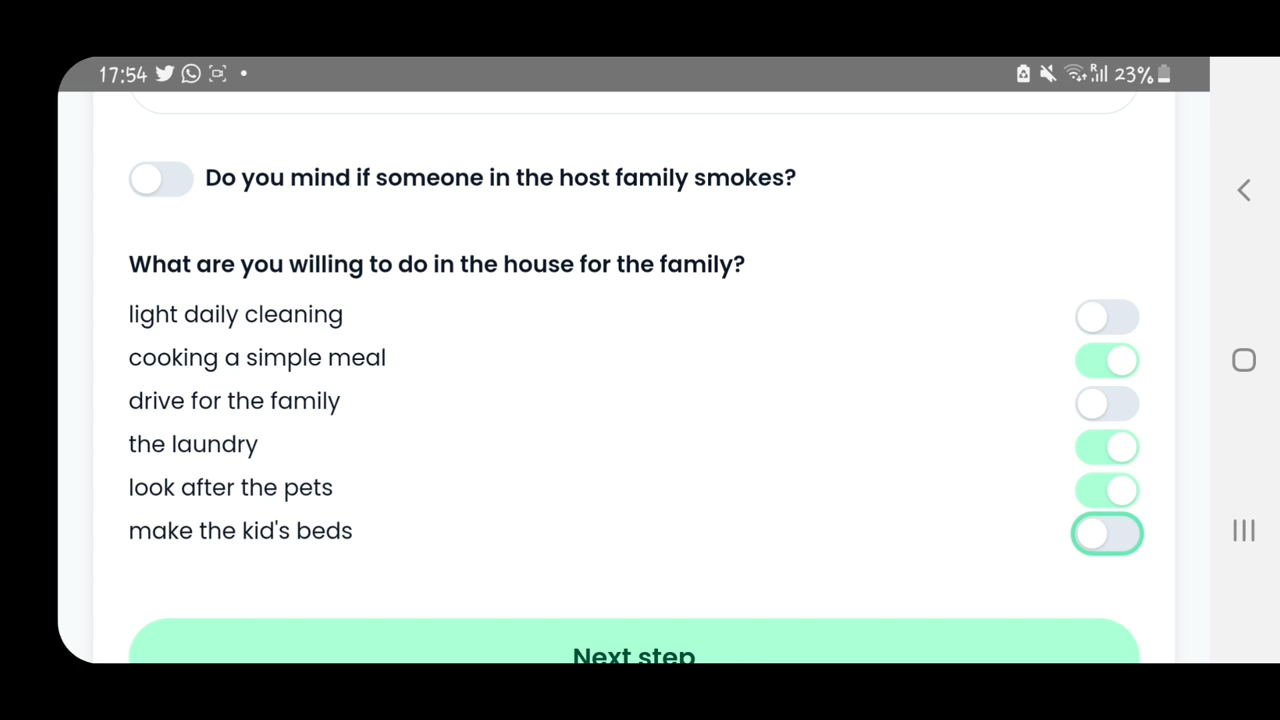 17:54
23%
Do you mind if someone in the host family smokes?
What are you willing to do in the house for the family?
light daily cleaning
cooking a simple meal
drive for the family
the laundry
look after the pets
make the kid's beds
Next step